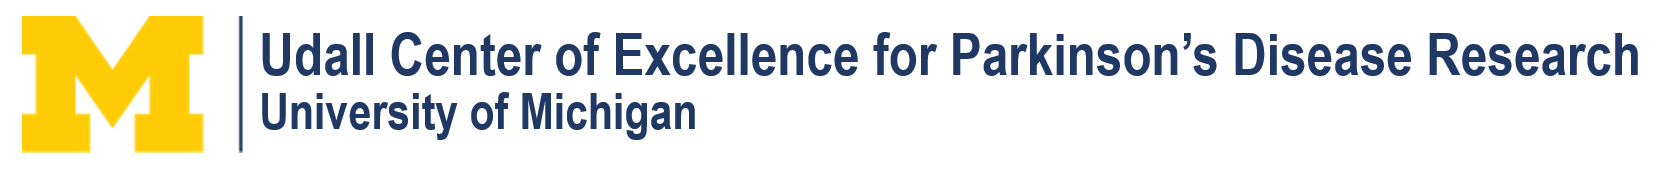 M
Udall Center of Excellence for Parkinson’s Disease Research
University of Michigan